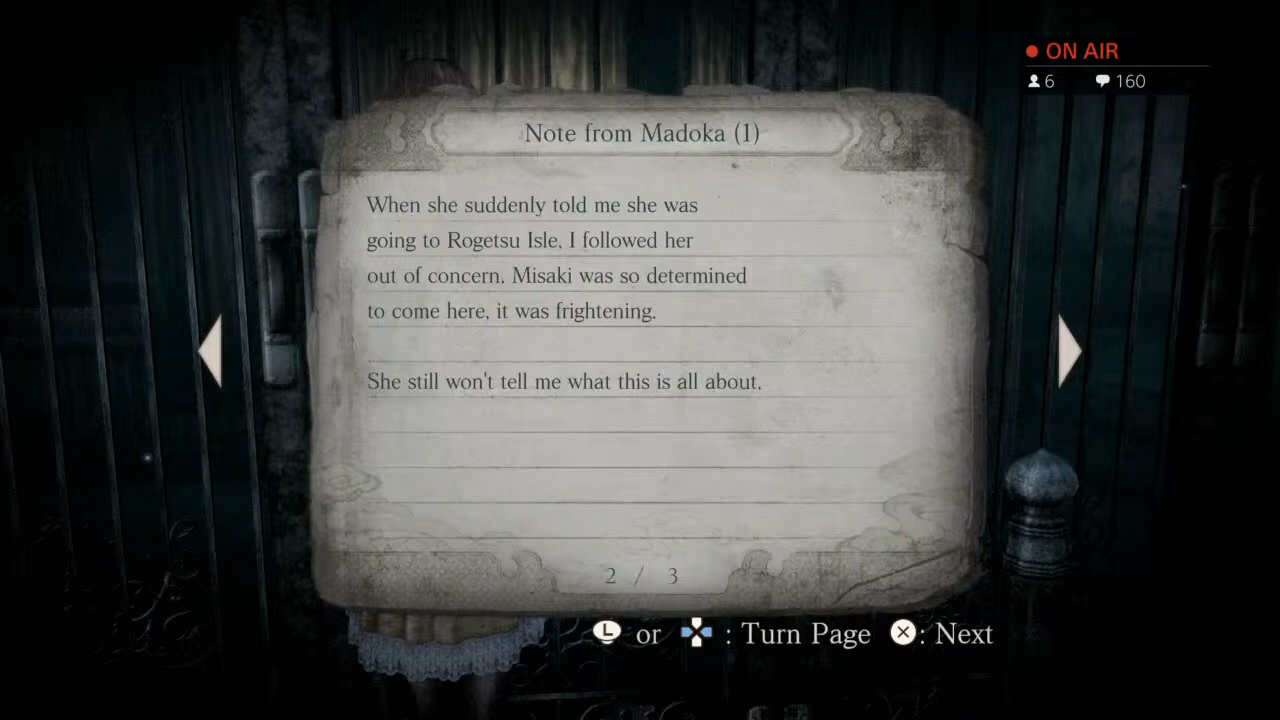 ON AIR
6 160
Note from Madoka (1)
When she suddenly told me she was
going to Rogetsu Isle, I followed her
out of concern. Misaki was so determined
to come here, it was frightening.
She still won't tell me what this is all about.
2 / 3
L or : Turn Page X: Next